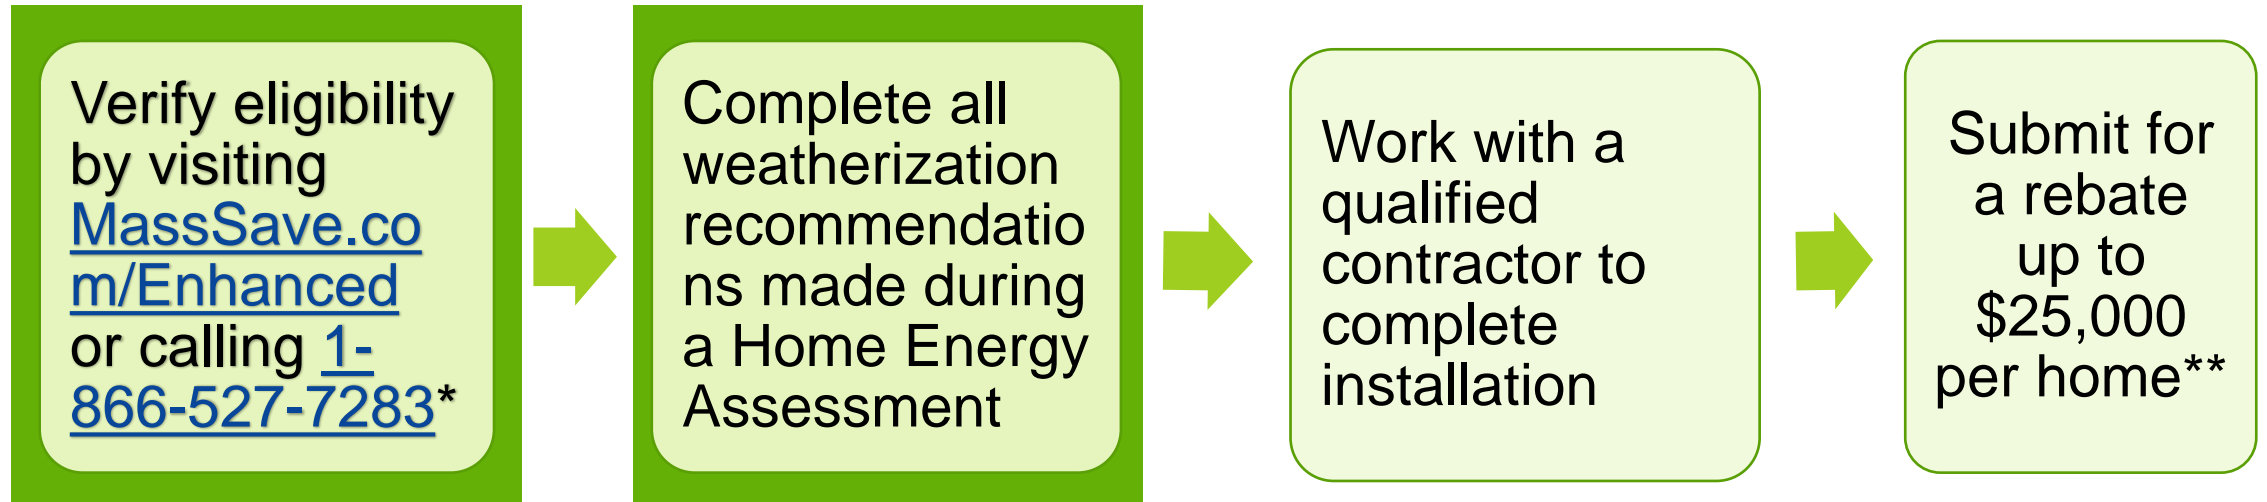 Verify eligibility
by visiting
MassSave.co
m/Enhanced
or calling 1-
866-527-7283*
Complete all
weatherization
recommendatio
ns made during
a Home Energy
Assessment
Work with a
qualified
contractor to
complete
installation
Submit for
a rebate
up to
$25,000
per home**